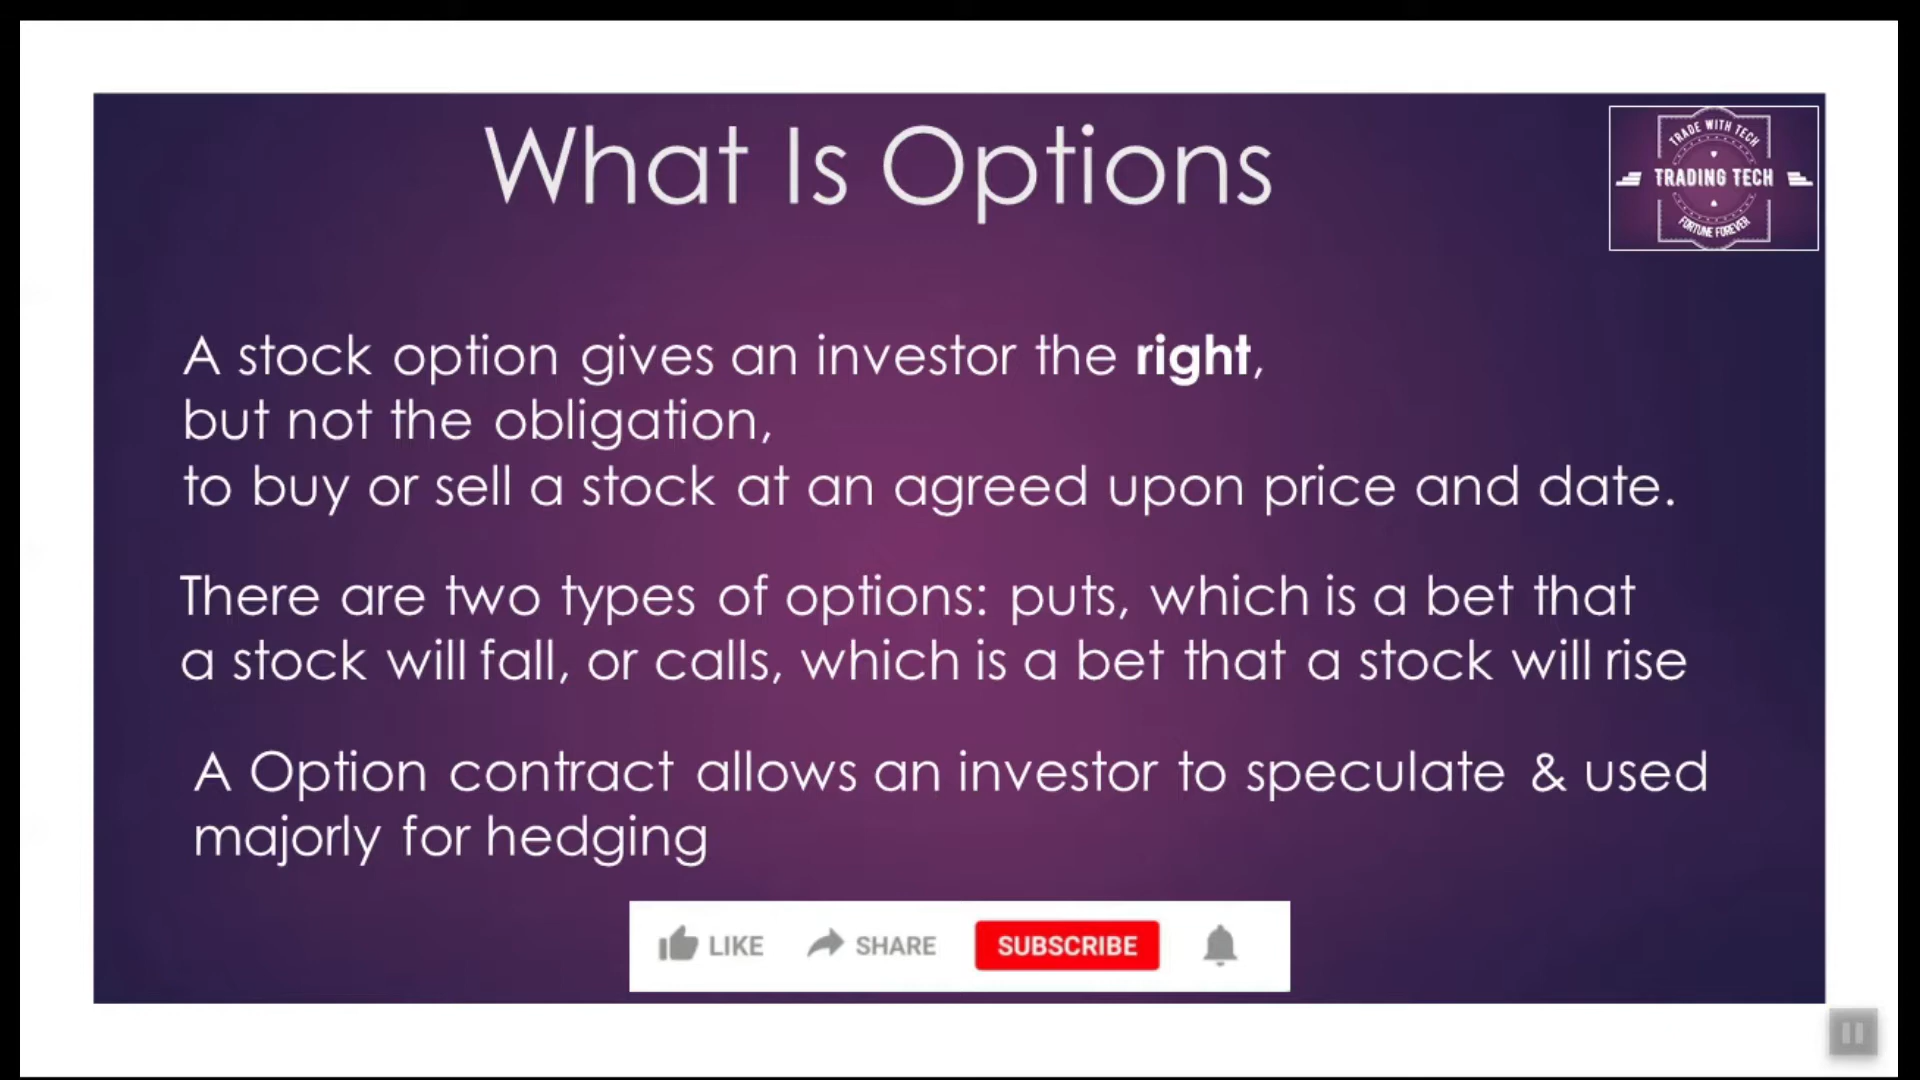 What Is Options
TRADE WITH TECH
TRADING TECH
FORTUNE FOREVER
A stock option gives an investor the right,
but not the obligation,
to buy or sell a stock at an agreed upon price and date.
There are two types of options: puts, which is a bet that
a stock will fall, or calls, which is a bet that a stock will rise
A Option contract allows an investor to speculate & used
majorly for hedging
LIKE SHARE SUBSCRIBE